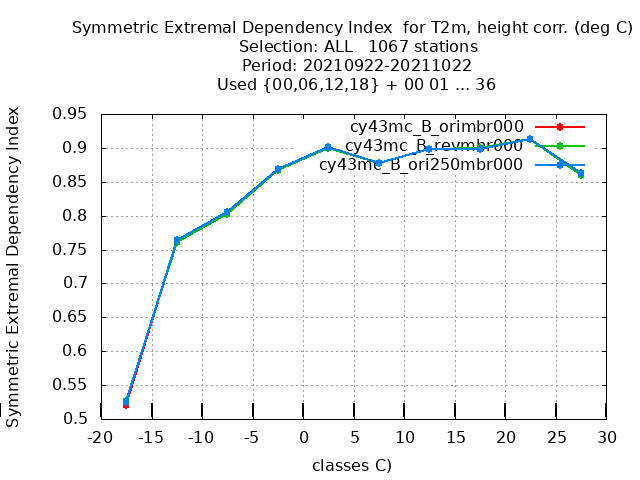 Symmetric Extremal Dependency Index  for T2m, height corr. (deg C)
Selection: ALL   1067 stations
Period: 20210922-20211022
Used {00,06,12,18} + 00 01 ... 36
Symmetric Extremal Dependency Index
0.95
0.9
0.85
0.8
0.75
0.7
0.65
0.6
0.55
0.5
cy43mc_B_orimbr000
cy43mc_B_revmbr000
cy43mc_B_ori250mbr000
-20 -15 -10 -5 0 5 10 15 20 25 30
classes C)